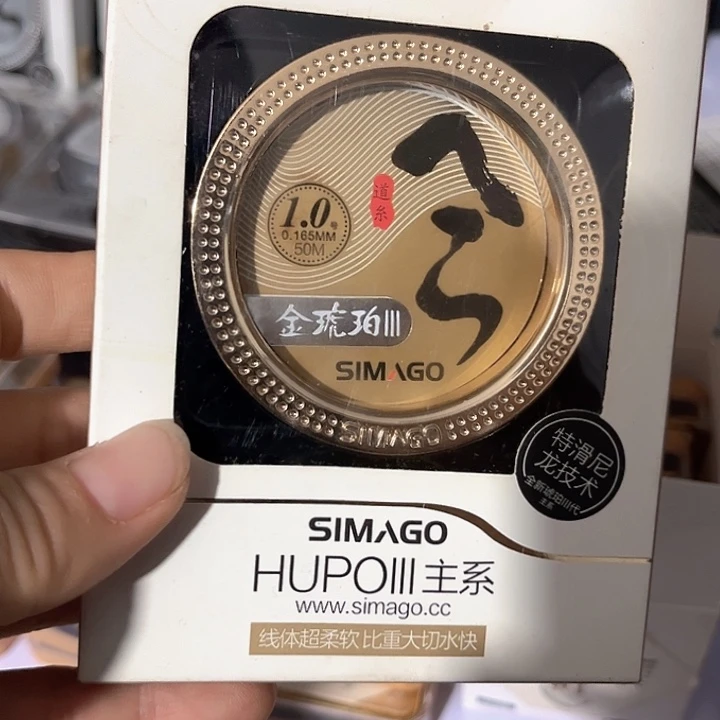 道糸
1.0号
0.165MM
50M
金琥珀III
SIMAGO
SIMAGO
特滑尼
龙技术
全新琥珀III代
主系
SIMAGO
HUPOIII主系
www.simago.cc
线体超柔软 比重大切水快